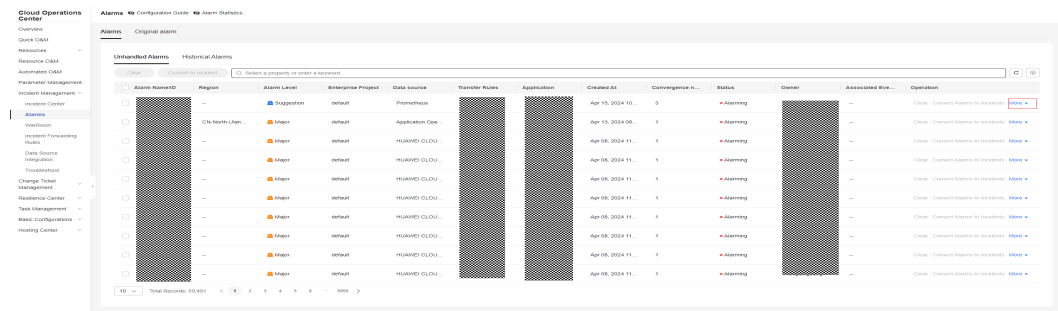 Cloud Operations Center
Overview
Quick O&M
Resources
Resource O&M
Automated O&M
Parameter Management
Incident Management
Incident Center
Alarms
WarRoom
Incident Forwarding Rules
Data Source Integration
Troubleshoot
Change Ticket Management
Resilience Center
Task Management
Basic Configurations
Hosting Center
Alarms Configuration Guide Alarm Statistics
Alarms Original alarm
Unhandled Alarms Historical Alarms
Clear Convert to Incident Select a property or enter a keyword.
Alarm Name/ID Region Alarm Level Enterprise Project Data source Transfer Rules Application Created At Convergence n... Status Owner Associated Eve... Operation
-- Suggestion default Prometheus Apr 15, 2024 10... 3 Alarming -- Clear Convert Alarms to Incidents More
CN-North-Ulan... Major default Application Ope... Apr 13, 2024 08... 1 Alarming -- Clear Convert Alarms to Incidents More
-- Major default HUAWEI CLOU... Apr 08, 2024 11... 1 Alarming -- Clear Convert Alarms to Incidents More
-- Major default HUAWEI CLOU... Apr 08, 2024 11... 1 Alarming -- Clear Convert Alarms to Incidents More
-- Major default HUAWEI CLOU... Apr 08, 2024 11... 1 Alarming -- Clear Convert Alarms to Incidents More
-- Major default HUAWEI CLOU... Apr 08, 2024 11... 1 Alarming -- Clear Convert Alarms to Incidents More
-- Major default HUAWEI CLOU... Apr 08, 2024 11... 1 Alarming -- Clear Convert Alarms to Incidents More
-- Major default HUAWEI CLOU... Apr 08, 2024 11... 1 Alarming -- Clear Convert Alarms to Incidents More
-- Major default HUAWEI CLOU... Apr 08, 2024 11... 1 Alarming -- Clear Convert Alarms to Incidents More
-- Major default HUAWEI CLOU... Apr 08, 2024 11... 1 Alarming -- Clear Convert Alarms to Incidents More
10 Total Records: 59,491 < 1 2 3 4 5 6 ... 5950 >